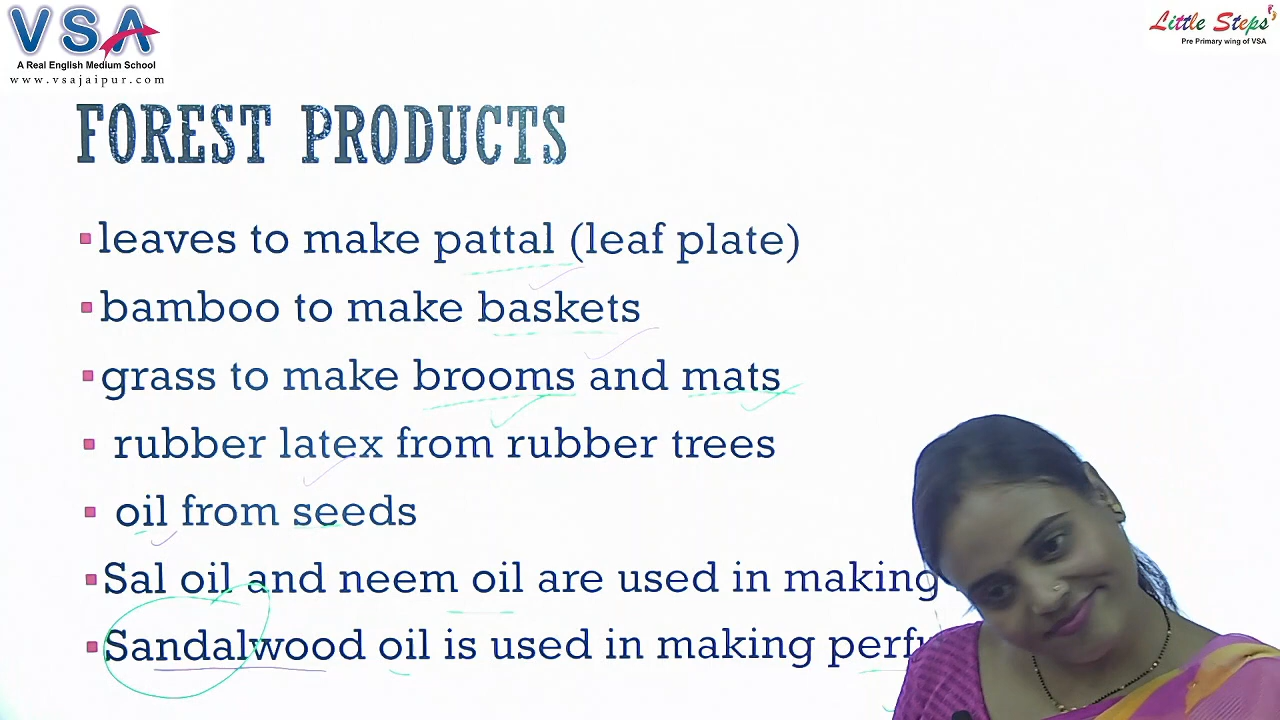 VSA
A Real English Medium School
www.vsajaipur.com
Little Steps
Pre Primary wing of VSA
FOREST PRODUCTS
leaves to make pattal (leaf plate)
bamboo to make baskets
grass to make brooms and mats
rubber latex from rubber trees
oil from seeds
Sal oil and neem oil are used in making
Sandalwood oil is used in making